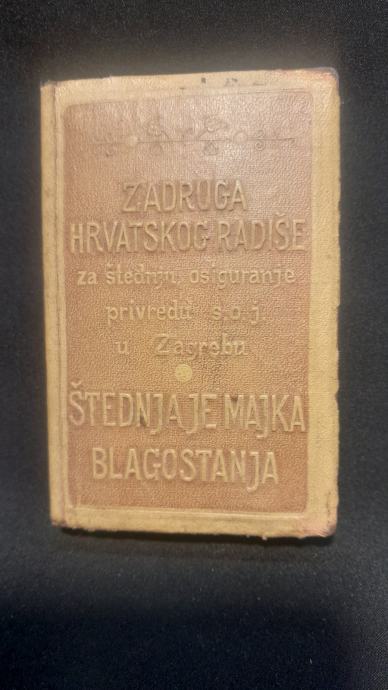 ZADRUGA
HRVATSKOG RADIŠE
za štednju, osiguranje
privredu s.o.j.
u Zagrebu
ŠTEDNJA JE MAJKA
BLAGOSTANJA